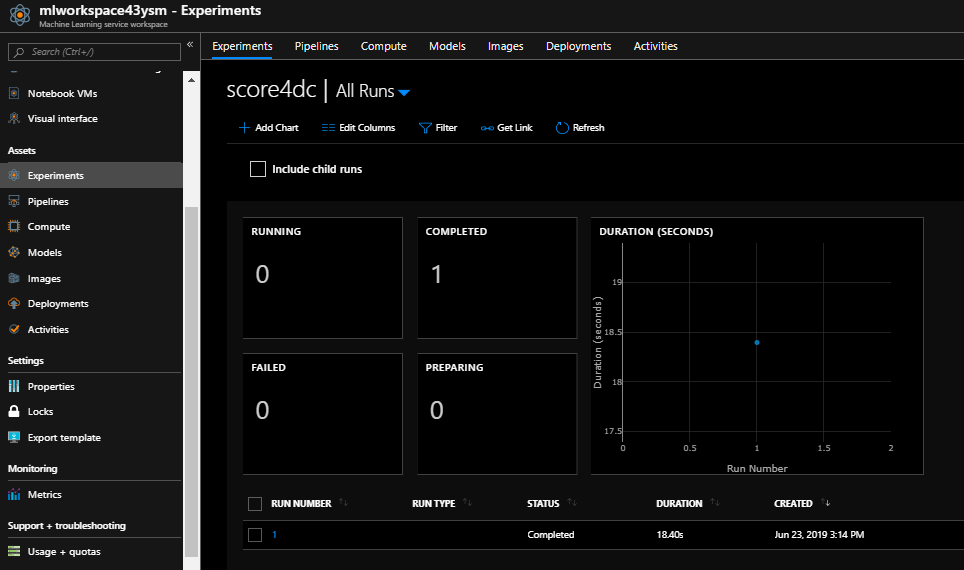 mlworkspace43ysm - Experiments
Machine Learning service workspace
Search (Ctrl+/)
«
Notebook VMs
Visual interface
Assets
Experiments
Pipelines
Compute
Models
Images
Deployments
Activities
Settings
Properties
Locks
Export template
Monitoring
Metrics
Support + troubleshooting
Usage + quotas
Experiments Pipelines Compute Models Images Deployments Activities
score4dc | All Runs
Add Chart Edit Columns Filter Get Link Refresh
Include child runs
RUNNING
0
COMPLETED
1
FAILED
0
PREPARING
0
DURATION (SECONDS)
Duration (seconds)
19
18.5
18
17.5
0 0.5 1 1.5 2
Run Number
RUN NUMBER RUN TYPE STATUS DURATION CREATED
1 Completed 18.40s Jun 23, 2019 3:14 PM